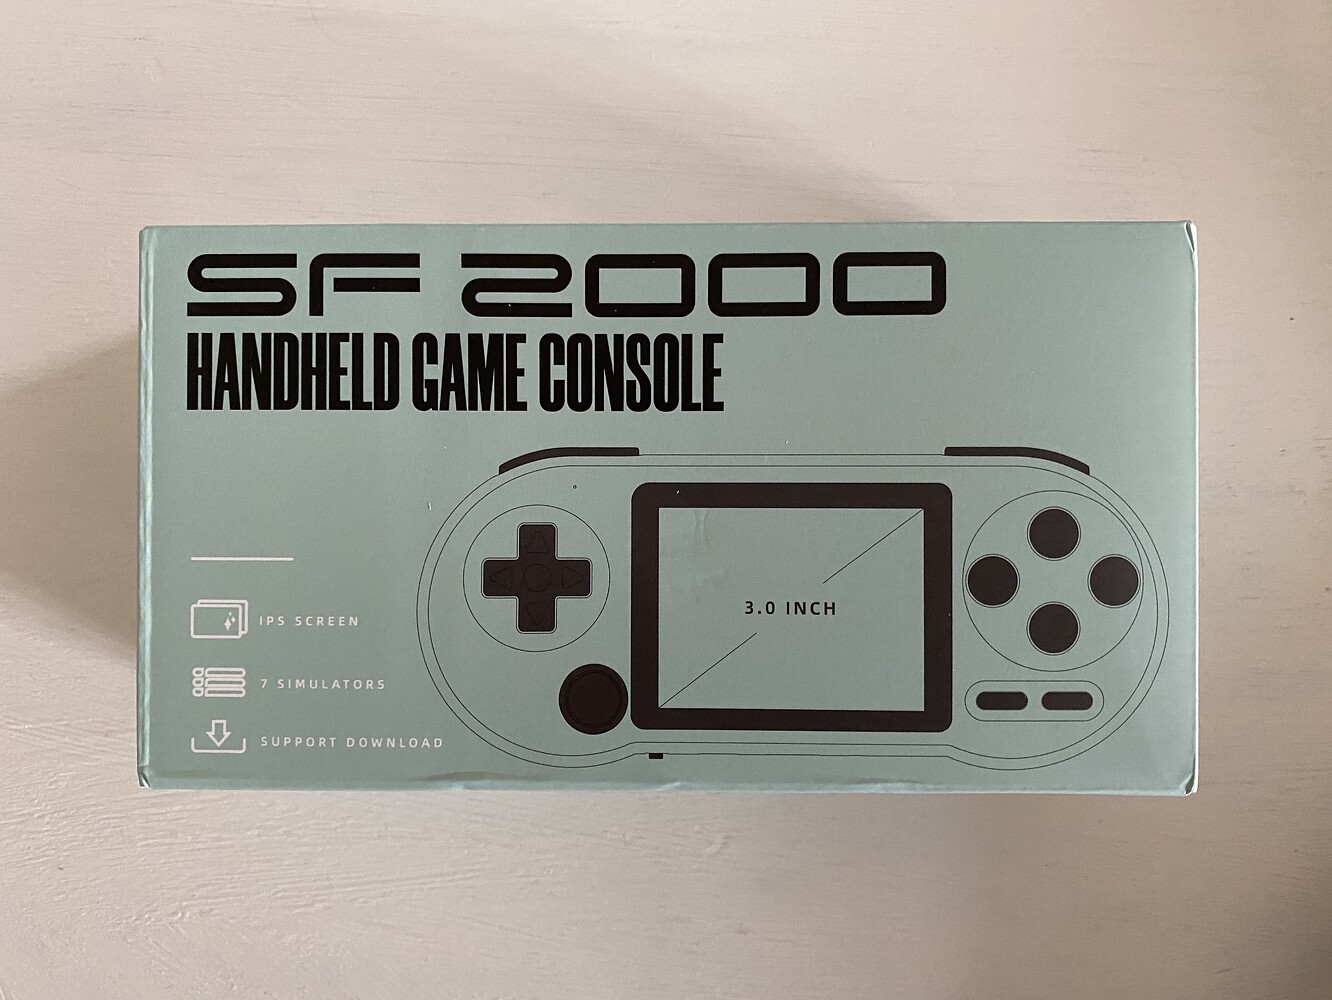 SF 2000
HANDHELD GAME CONSOLE
3.0 INCH
IPS SCREEN
7 SIMULATORS
SUPPORT DOWNLOAD